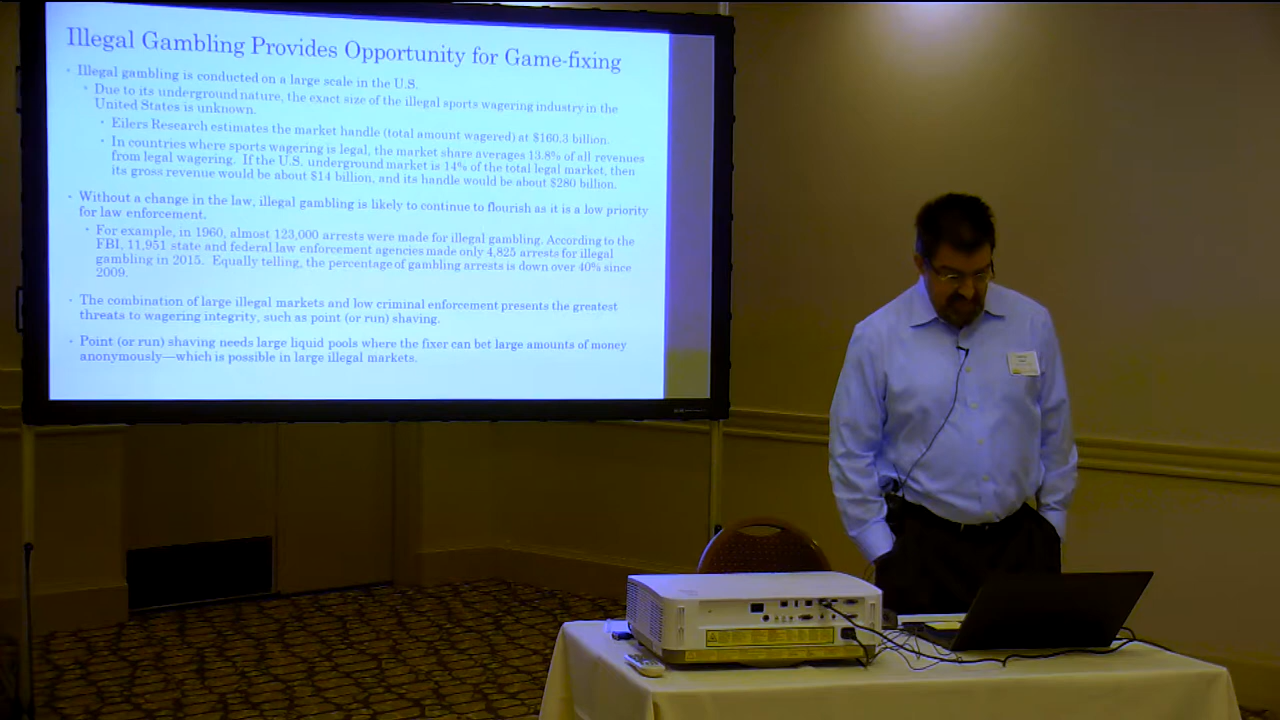 Illegal Gambling Provides Opportunity for Game-fixing
Illegal gambling is conducted on a large scale in the U.S.
Due to its underground nature, the exact size of the illegal sports wagering industry in the
United States is unknown.
Eilers Research estimates the market handle (total amount wagered) at $160.3 billion.
In countries where sports wagering is legal, the market share averages 13.8% of all revenues
from legal wagering. If the U.S. underground market is 14% of the total legal market, then
its gross revenue would be about $14 billion, and its handle would be about $280 billion.
Without a change in the law, illegal gambling is likely to continue to flourish as it is a low priority
for law enforcement.
For example, in 1960, almost 123,000 arrests were made for illegal gambling. According to the
FBI, 11,951 state and federal law enforcement agencies made only 4,825 arrests for illegal
gambling in 2015. Equally telling, the percentage of gambling arrests is down over 40% since
2009.
The combination of large illegal markets and low criminal enforcement presents the greatest
threats to wagering integrity, such as point (or run) shaving.
Point (or run) shaving needs large liquid pools where the fixer can bet large amounts of money
anonymously—which is possible in large illegal markets.